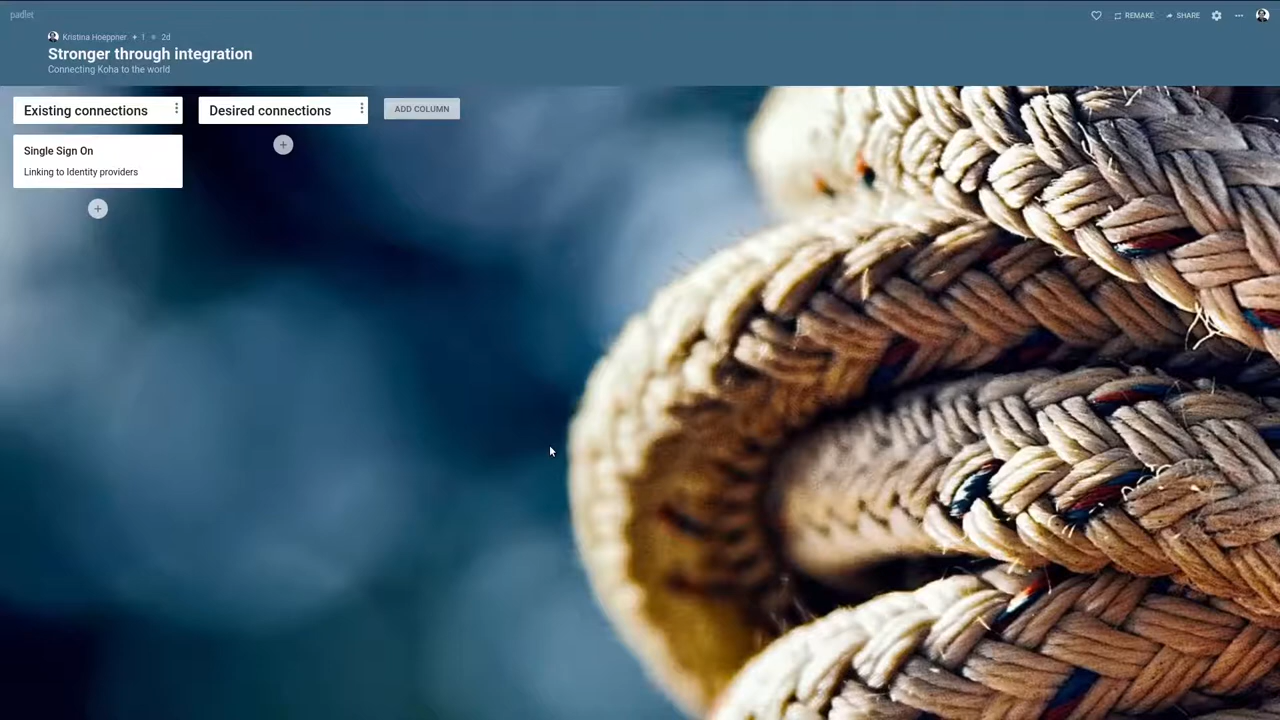 padlet
REMAKE
SHARE
Kristina Hoeppner + 1 2d
Stronger through integration
Connecting Koha to the world
Existing connections
Desired connections
ADD COLUMN
Single Sign On
Linking to Identity providers